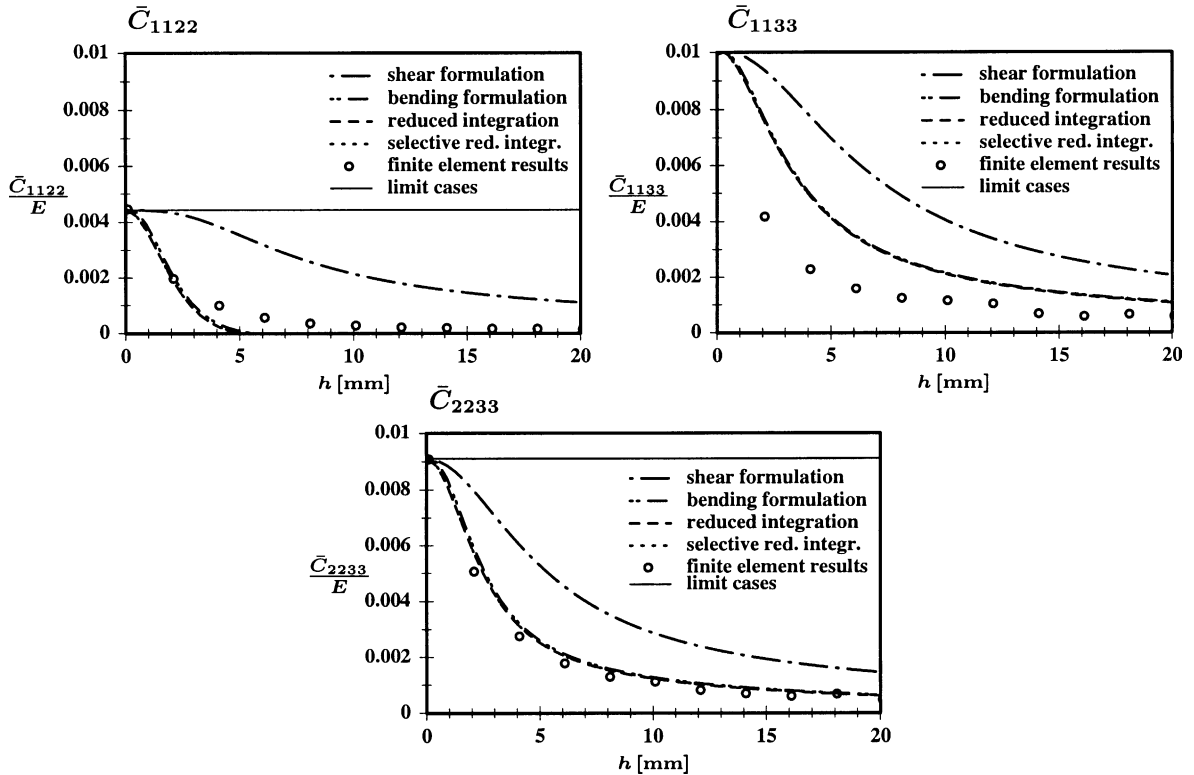 C̄₁₁₂₂
0.01
0.008
0.006
0.004
0.002
0
C̄₁₁₂₂
E
shear formulation
bending formulation
reduced integration
selective red. integr.
finite element results
limit cases
0 5 10 15 20
h [mm]
C̄₁₁₃₃
0.01
0.008
0.006
0.004
0.002
0
C̄₁₁₃₃
E
shear formulation
bending formulation
reduced integration
selective red. integr.
finite element results
limit cases
0 5 10 15 20
h [mm]
C̄₂₂₃₃
0.01
0.008
0.006
0.004
0.002
0
C̄₂₂₃₃
E
shear formulation
bending formulation
reduced integration
selective red. integr.
finite element results
limit cases
0 5 10 15 20
h [mm]